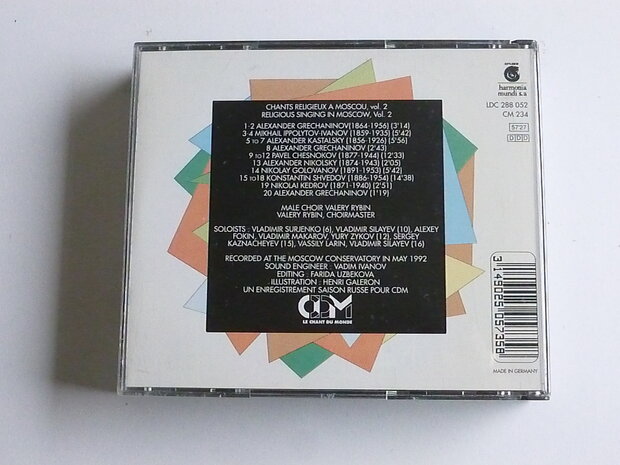 CHANTS RELIGIEUX A MOSCOU, vol. 2
RELIGIOUS SINGING IN MOSCOW, Vol. 2
1-2 ALEXANDER GRECHANINOV(1864-1956) (3'14)
3-4 MIKHAIL IPPOLYTOV-IVANOV (1859-1935) (5'42)
5 TO 7 ALEXANDER KASTALSKY (1856-1926) (5'56)
8 ALEXANDER GRECHANINOV (2'43)
9 TO 12 PAVEL CHESNOKOV (1877-1944) (12'33)
13 ALEXANDER NIKOLSKY (1874-1943) (2'05)
14 NIKOLAY GOLOVANOV (1891-1953) (5'42)
15 TO 18 KONSTANTIN SHVEDOV (1886-1954) (14'38)
19 NIKOLAI KEDROV (1871-1940) (2'51)
20 ALEXANDER GRECHANINOV (1'19)
MALE CHOIR VALERY RYBIN
VALERY RYBIN, CHOIRMASTER
SOLOISTS : VLADIMIR SURJENKO (6), VLADIMIR SILAYEV (10), ALEXEY
FOKIN, VLADIMIR MAKAROV, YURY ZYKOV (12), SERGEY
KAZNACHEYEV (15), VASSILY LARIN, VLADIMIR SILAYEV (16)
RECORDED AT THE MOSCOW CONSERVATORY IN MAY 1992
SOUND ENGINEER : VADIM IVANOV
EDITING : FARIDA UZBEKOVA
ILLUSTRATION : HENRI GALERON
UN ENREGISTREMENT SAISON RUSSE POUR CDM
CDM
LE CHANT DU MONDE
harmonia
mundi s.a
LDC 288 052
CM 234
57'27
DDD
3 149025 057358
MADE IN GERMANY